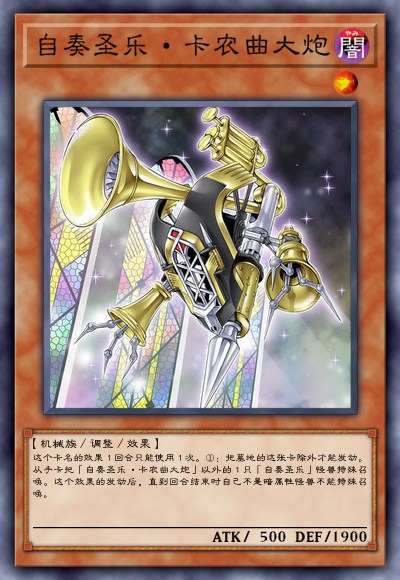 自奏圣乐・卡农曲大炮
やみ
闇
【机械族/调整/效果】
这个卡名的效果1回合只能使用1次。①：把墓地的这张卡除外才能发动。
从手卡把「自奏圣乐・卡农曲大炮」以外的1只「自奏圣乐」怪兽特殊召
唤。这个效果的发动后，直到回合结束时自己不是暗属性怪兽不能特殊召
唤。
ATK/ 500 DEF/1900